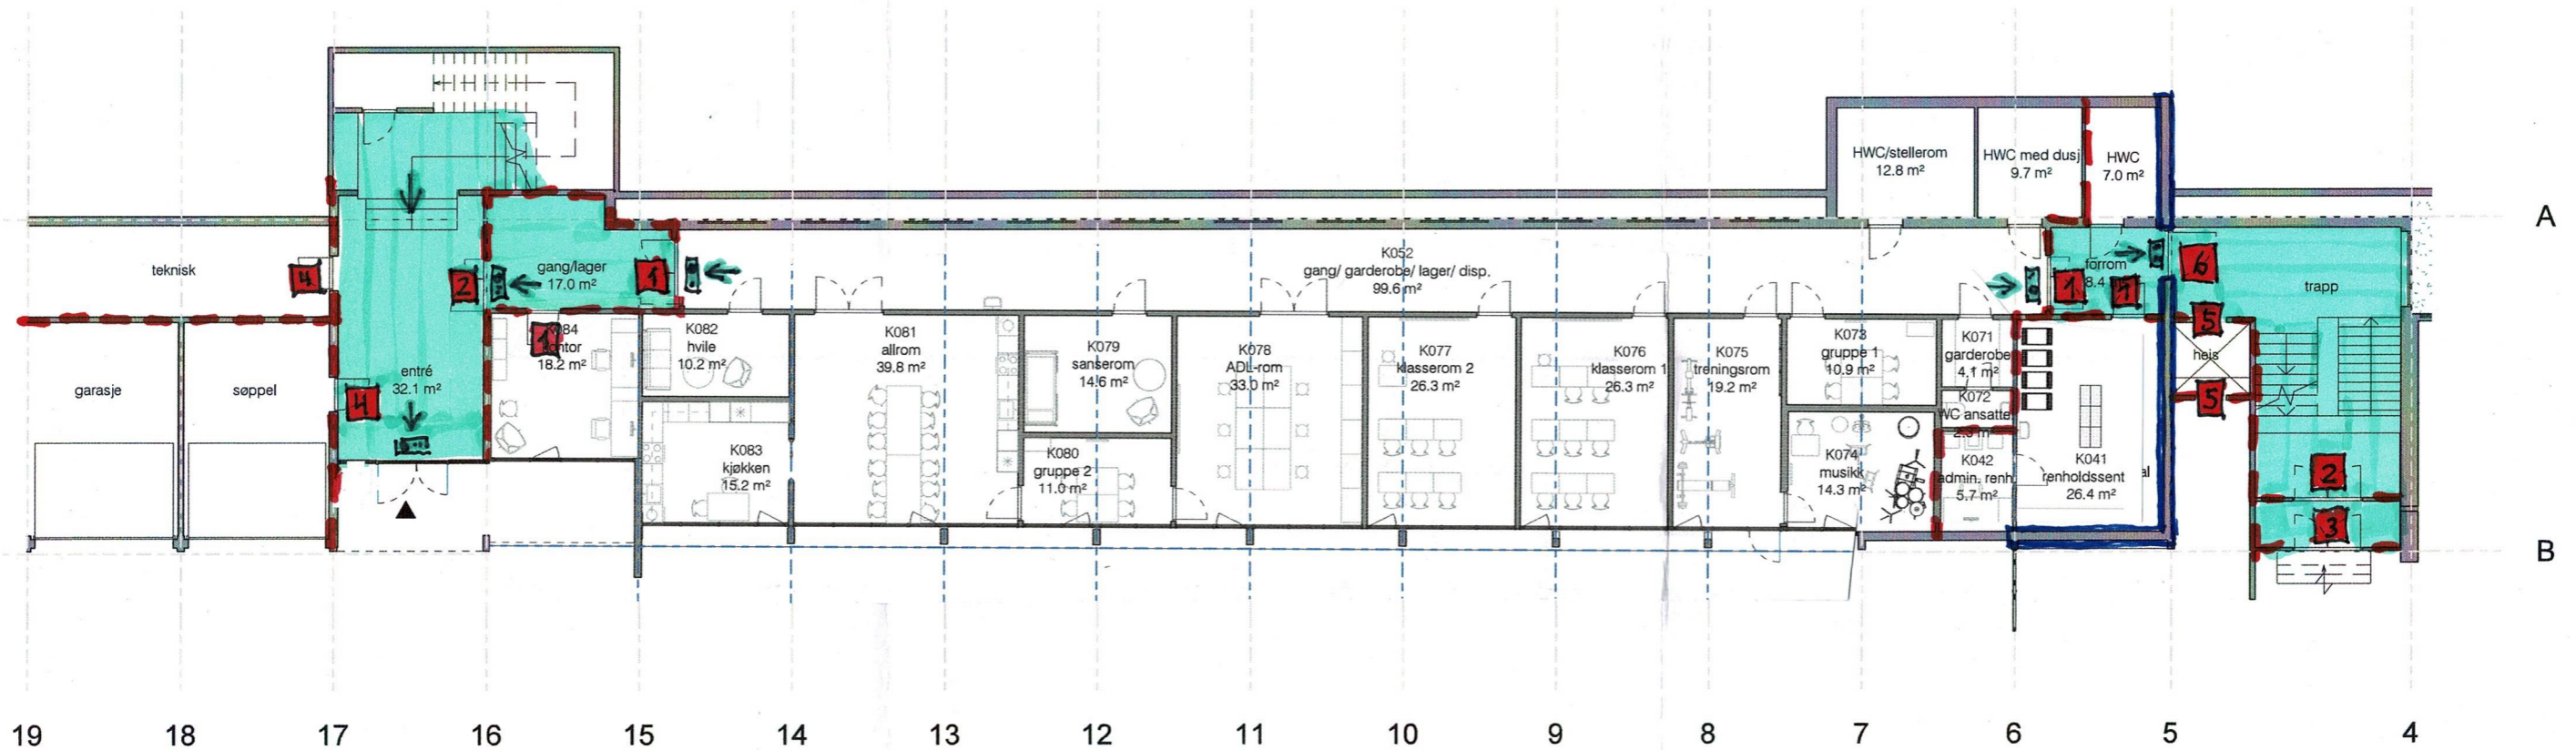 HWC/stellerom
12.8 m²
HWC med dusj
9.7 m²
HWC
7.0 m²
A
teknisk
4
2
gang/lager
17.0 m²
1
K052
gang/ garderobe/ lager/ disp.
99.6 m²
1
forrom
8.4
6
trapp
garasje
søppel
entré
32.1 m²
4
1
18.2 m²
K082
hvile
10.2 m²
K083
kjøkken
15.2 m²
K081
allrom
39.8 m²
K079
sanserom
14.6 m²
K080
gruppe 2
11.0 m²
K078
ADL-rom
33.0 m²
K077
klasserom 2
26.3 m²
K076
klasserom 1
26.3 m²
K075
treningsrom
19.2 m²
K073
gruppe 1
10.9 m²
K074
musikk
14.3 m²
K071
garderobe
4.1 m²
K072
WC ansatte
K042
admin. renh.
5.7 m²
K041
renholdssent al
26.4 m²
5
heis
5
2
3
B
19 18 17 16 15 14 13 12 11 10 9 8 7 6 5 4